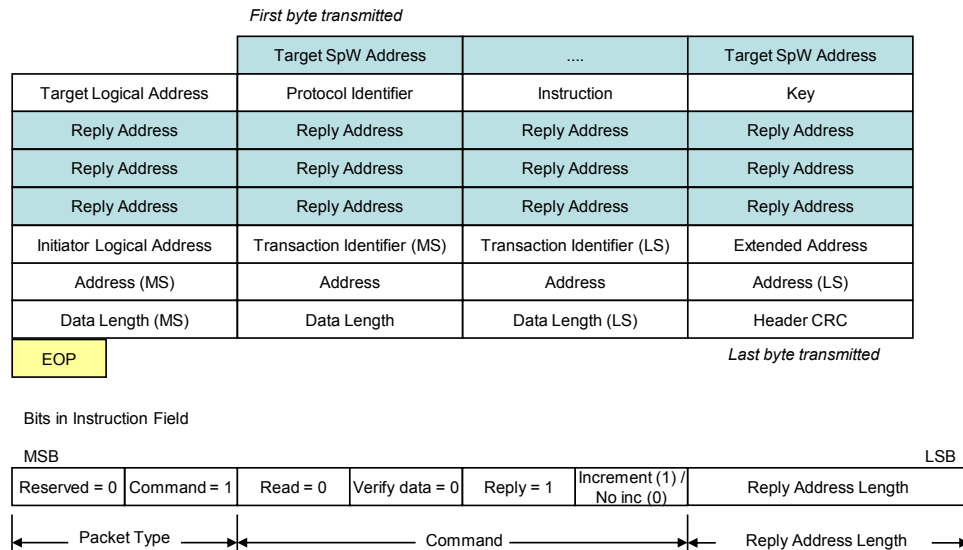 First byte transmitted
Target SpW Address .... Target SpW Address
Target Logical Address Protocol Identifier Instruction Key
Reply Address Reply Address Reply Address Reply Address
Reply Address Reply Address Reply Address Reply Address
Reply Address Reply Address Reply Address Reply Address
Initiator Logical Address Transaction Identifier (MS) Transaction Identifier (LS) Extended Address
Address (MS) Address Address Address (LS)
Data Length (MS) Data Length Data Length (LS) Header CRC
EOP Last byte transmitted
Bits in Instruction Field
MSB LSB
Reserved = 0 Command = 1 Read = 0 Verify data = 0 Reply = 1 Increment (1) / No inc (0) Reply Address Length
Packet Type Command Reply Address Length